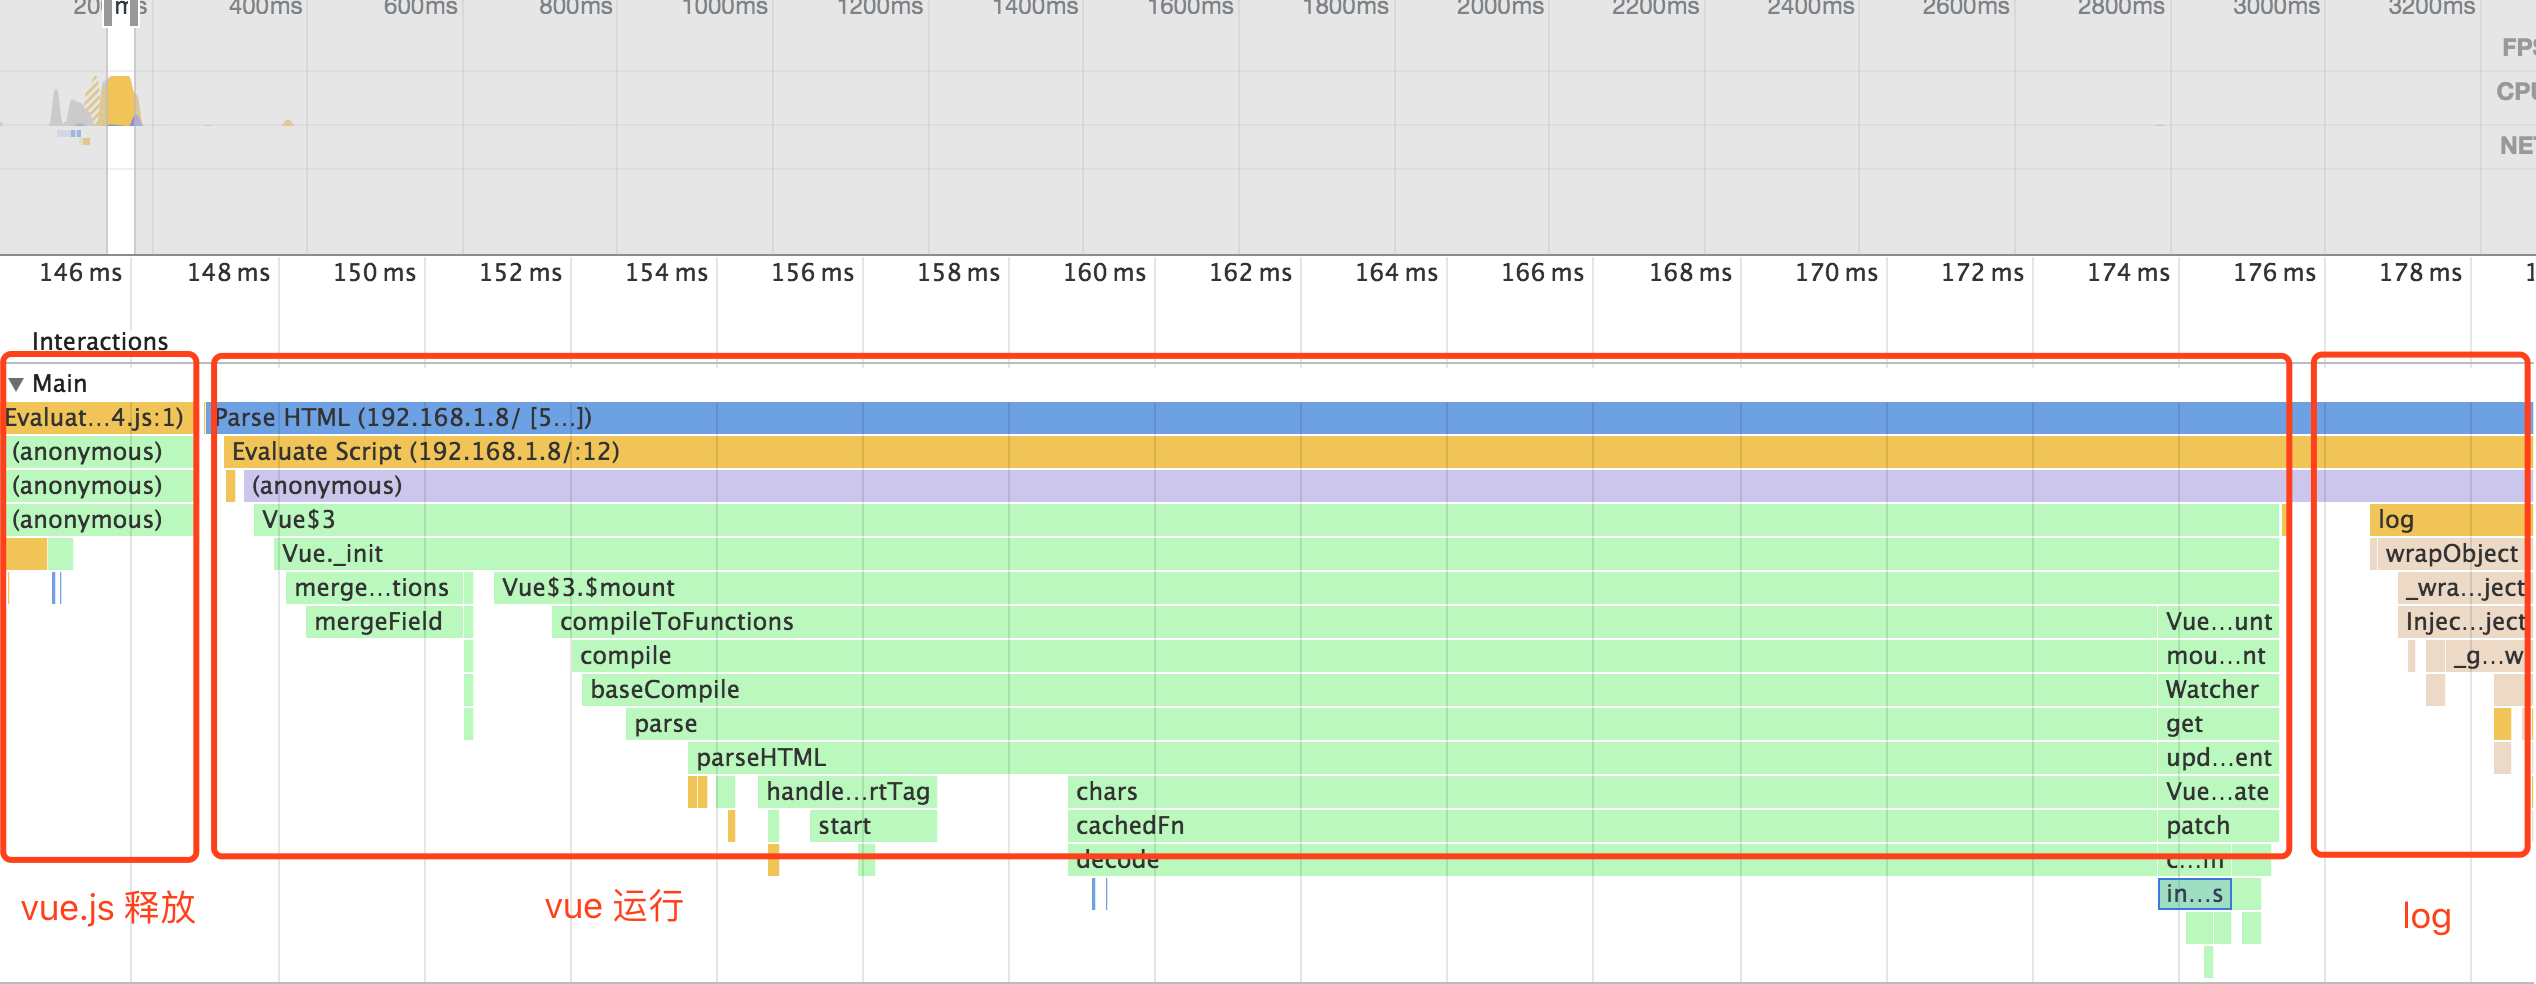 400ms 600ms 800ms 1000ms 1200ms 1400ms 1600ms 1800ms 2000ms 2200ms 2400ms 2600ms 2800ms 3000ms 3200ms
146 ms 148 ms 150 ms 152 ms 154 ms 156 ms 158 ms 160 ms 162 ms 164 ms 166 ms 168 ms 170 ms 172 ms 174 ms 176 ms 178 ms
Interactions
Main
Evaluat...4.js:1) Parse HTML (192.168.1.8/ [5...])
(anonymous) Evaluate Script (192.168.1.8/:12)
(anonymous) (anonymous)
(anonymous) Vue$3 log
Vue._init wrapObject
merge...tions Vue$3.$mount _wra...ject
mergeField compileToFunctions Vue...unt Injec...ject
compile mou...nt _g...w
baseCompile Watcher
parse get
parseHTML upd...ent
handle...rtTag chars Vue...ate
start cachedFn patch
decode c...m
in...s
vue.js 释放 vue 运行 log